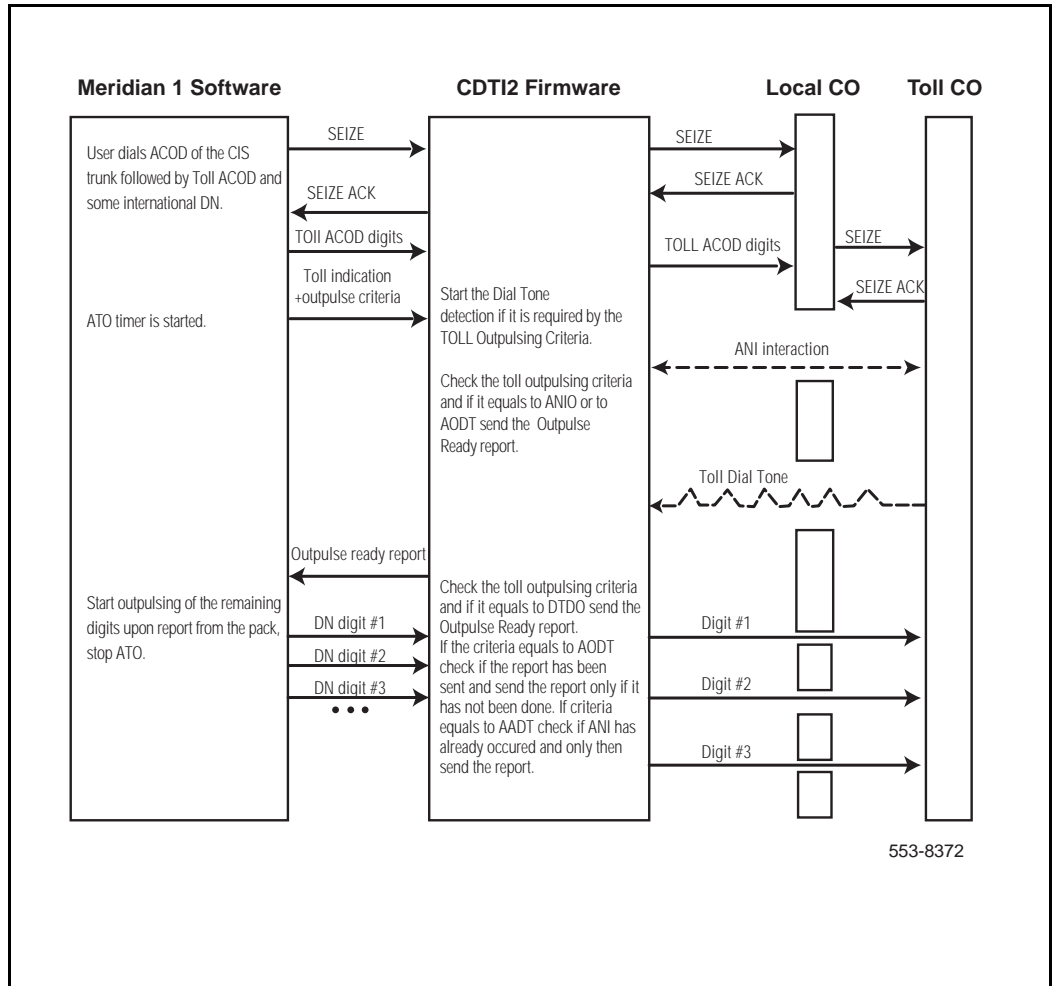 Meridian 1 Software
CDTI2 Firmware
Local CO
Toll CO
User dials ACOD of the CIS
trunk followed by Toll ACOD and
some international DN.
SEIZE
SEIZE
SEIZE ACK
SEIZE ACK
TOll ACOD digits
TOLL ACOD digits
SEIZE
SEIZE ACK
Toll indication
+outpulse criteria
ATO timer is started.
Start the Dial Tone
detection if it is required by the
TOLL Outpulsing Criteria.
ANI interaction
Check the toll outpulsing criteria
and if it equals to ANIO or to
AODT send the Outpulse
Ready report.
Toll Dial Tone
Outpulse ready report
Start outpulsing of the remaining
digits upon report from the pack,
stop ATO.
DN digit #1
DN digit #2
DN digit #3
• • •
Check the toll outpulsing criteria
and if it equals to DTDO send the
Outpulse Ready report.
If the criteria equals to AODT
check if the report has been
sent and send the report only if it
has not been done. If criteria
equals to AADT check if ANI has
already occured and only then
send the report.
Digit #1
Digit #2
Digit #3
553-8372